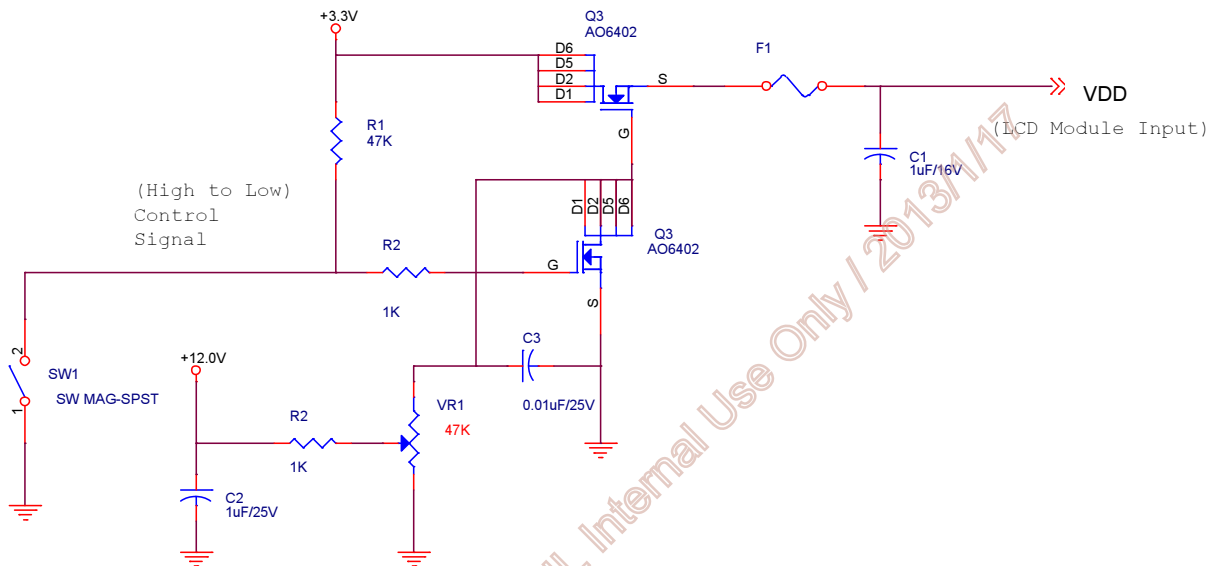 +3.3V
Q3
AO6402
D6
D5
D2
D1
S
G
F1
VDD
(LCD Module Input)
R1
47K
C1
1uF/16V
(High to Low)
Control
Signal
D1
D2
D5
D6
Q3
AO6402
R2
1K
G
S
C3
0.01uF/25V
+12.0V
2
1
SW1
SW MAG-SPST
R2
1K
VR1
47K
C2
1uF/25V
Internal Use Only / 2013/1/17